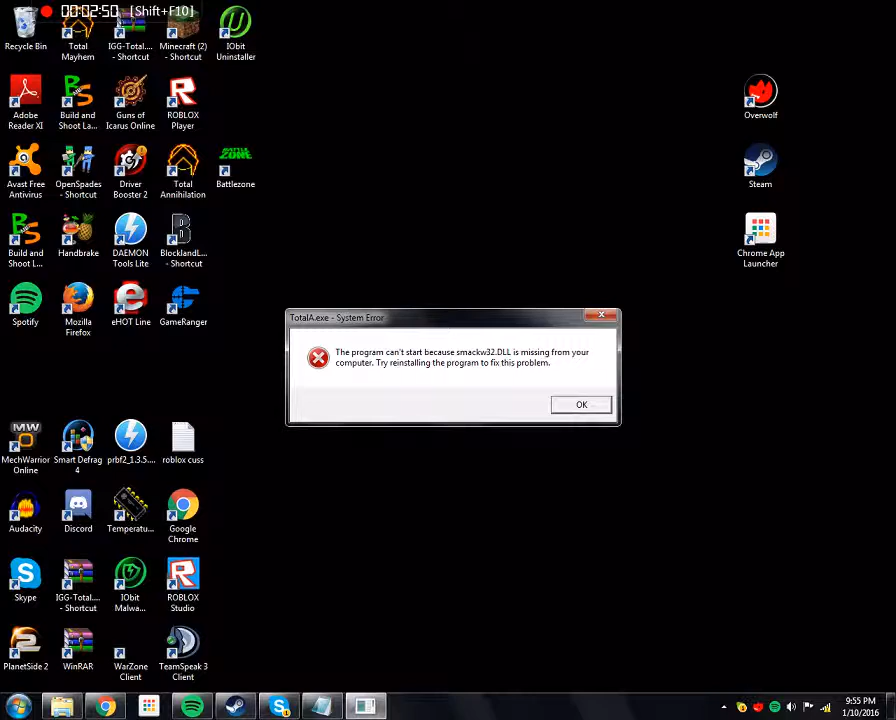 00:02:50 [Shift+F10]
Recycle Bin
Total
Mayhem
IGG-Total....
- Shortcut
Minecraft (2)
- Shortcut
IObit
Uninstaller
Adobe
Reader XI
Build and
Shoot La...
Guns of
Icarus Online
ROBLOX
Player
Overwolf
Avast Free
Antivirus
OpenSpades
- Shortcut
Driver
Booster 2
Total
Annihilation
BATTLE
ZONE
Battlezone
Steam
Build and
Shoot L...
Handbrake
DAEMON
Tools Lite
BlocklandL...
- Shortcut
Chrome App
Launcher
Spotify
Mozilla
Firefox
eHOT Line
GameRanger
TotalA.exe - System Error
The program can't start because smackw32.DLL is missing from your
computer. Try reinstalling the program to fix this problem.
OK
MW
MechWarrior
Online
Smart Defrag
4
prbf2_1.3.5....
roblox cuss
Audacity
Discord
Temperatu...
Google
Chrome
Skype
IGG-Total....
- Shortcut
IObit
Malwa...
ROBLOX
Studio
PlanetSide 2
WinRAR
WarZone
Client
TeamSpeak 3
Client
9:55 PM
1/10/2016